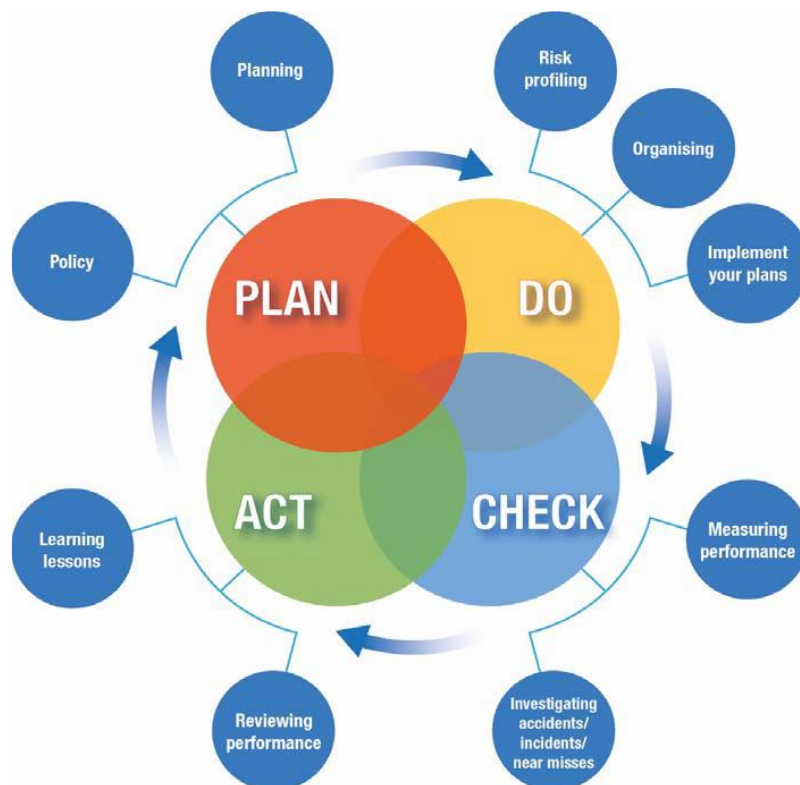 Planning
Risk
profiling
Organising
Policy
Implement
your plans
PLAN
DO
ACT
CHECK
Learning
lessons
Measuring
performance
Reviewing
performance
Investigating
accidents/
incidents/
near misses